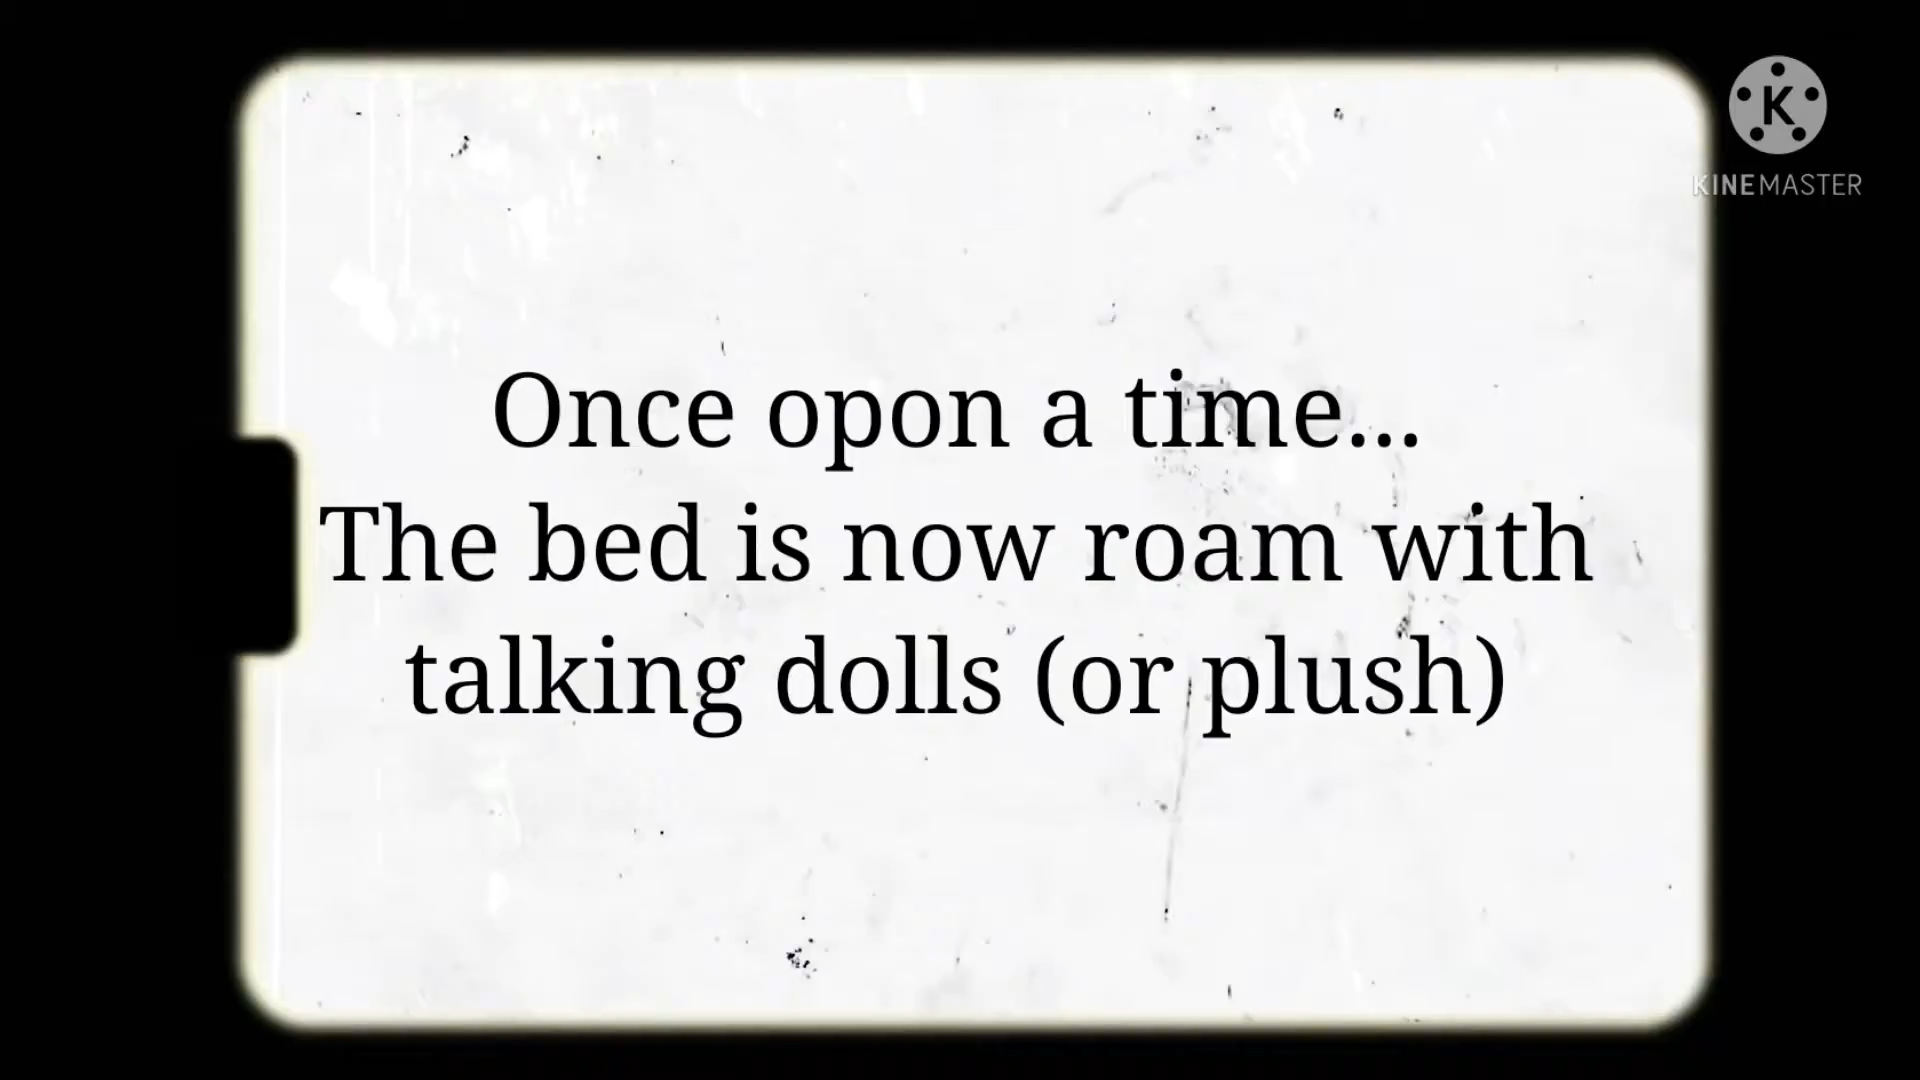 K
KINEMASTER
Once opon a time...
The bed is now roam with
talking dolls (or plush)